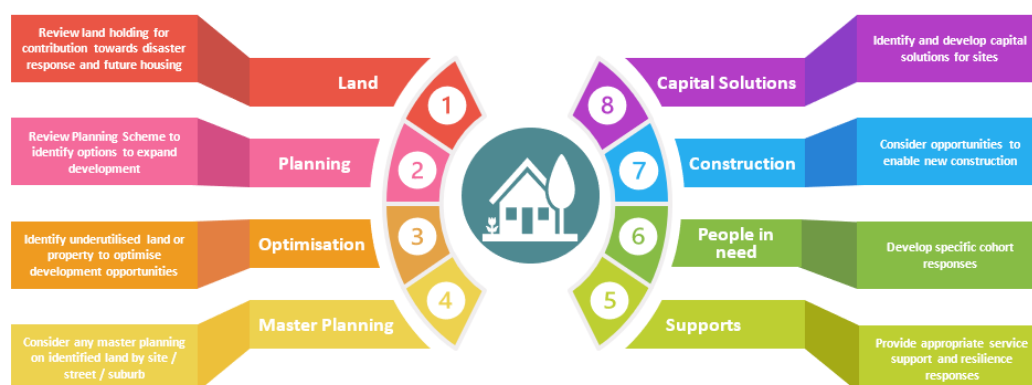 Review land holding for
contribution towards disaster
response and future housing
Land
1
Review Planning Scheme to
identify options to expand
development
Planning
2
Identify underutilised land or
property to optimise
development opportunities
Optimisation
3
Consider any master planning
on identified land by site /
street / suburb
Master Planning
4
8
Capital Solutions
Identify and develop capital
solutions for sites
7
Construction
Consider opportunities to
enable new construction
6
People in
need
Develop specific cohort
responses
5
Supports
Provide appropriate service
support and resilience
responses